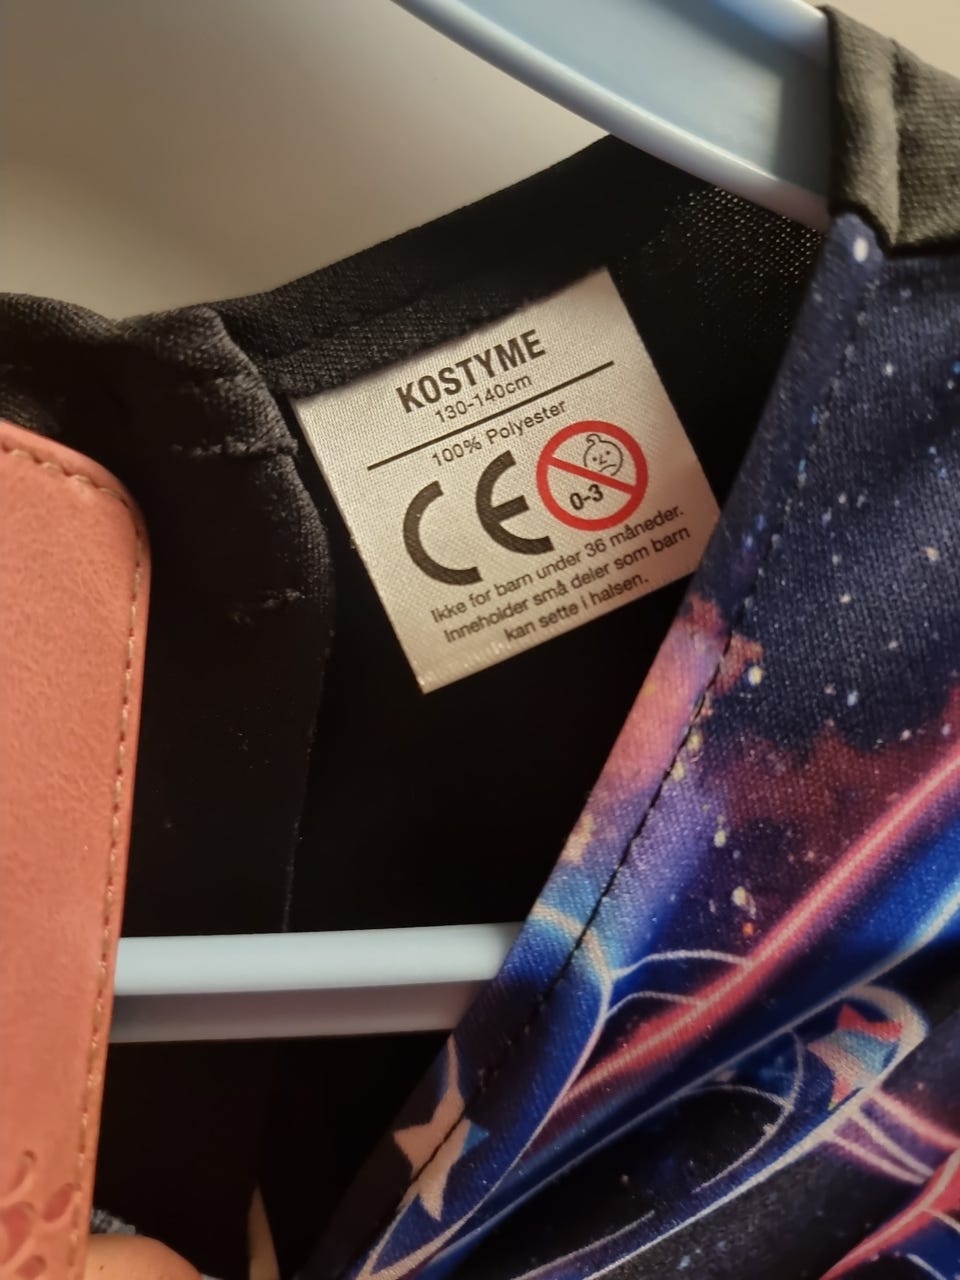 KOSTYME
130-140cm
100% Polyester
CE
0-3
Ikke for barn under 36 måneder.
Inneholder små deler som barn
kan sette i halsen.